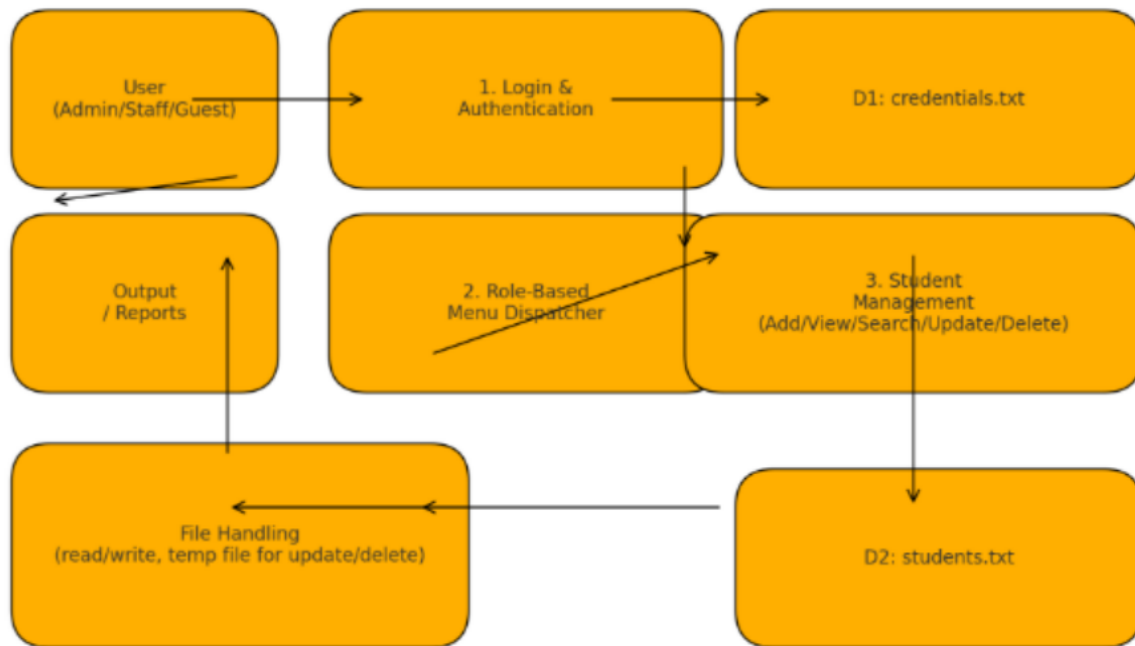 User
(Admin/Staff/Guest)
1. Login &
Authentication
D1: credentials.txt
Output
/ Reports
2. Role-Based
Menu Dispatcher
3. Student
Management
(Add/View/Search/Update/Delete)
File Handling
(read/write, temp file for update/delete)
D2: students.txt